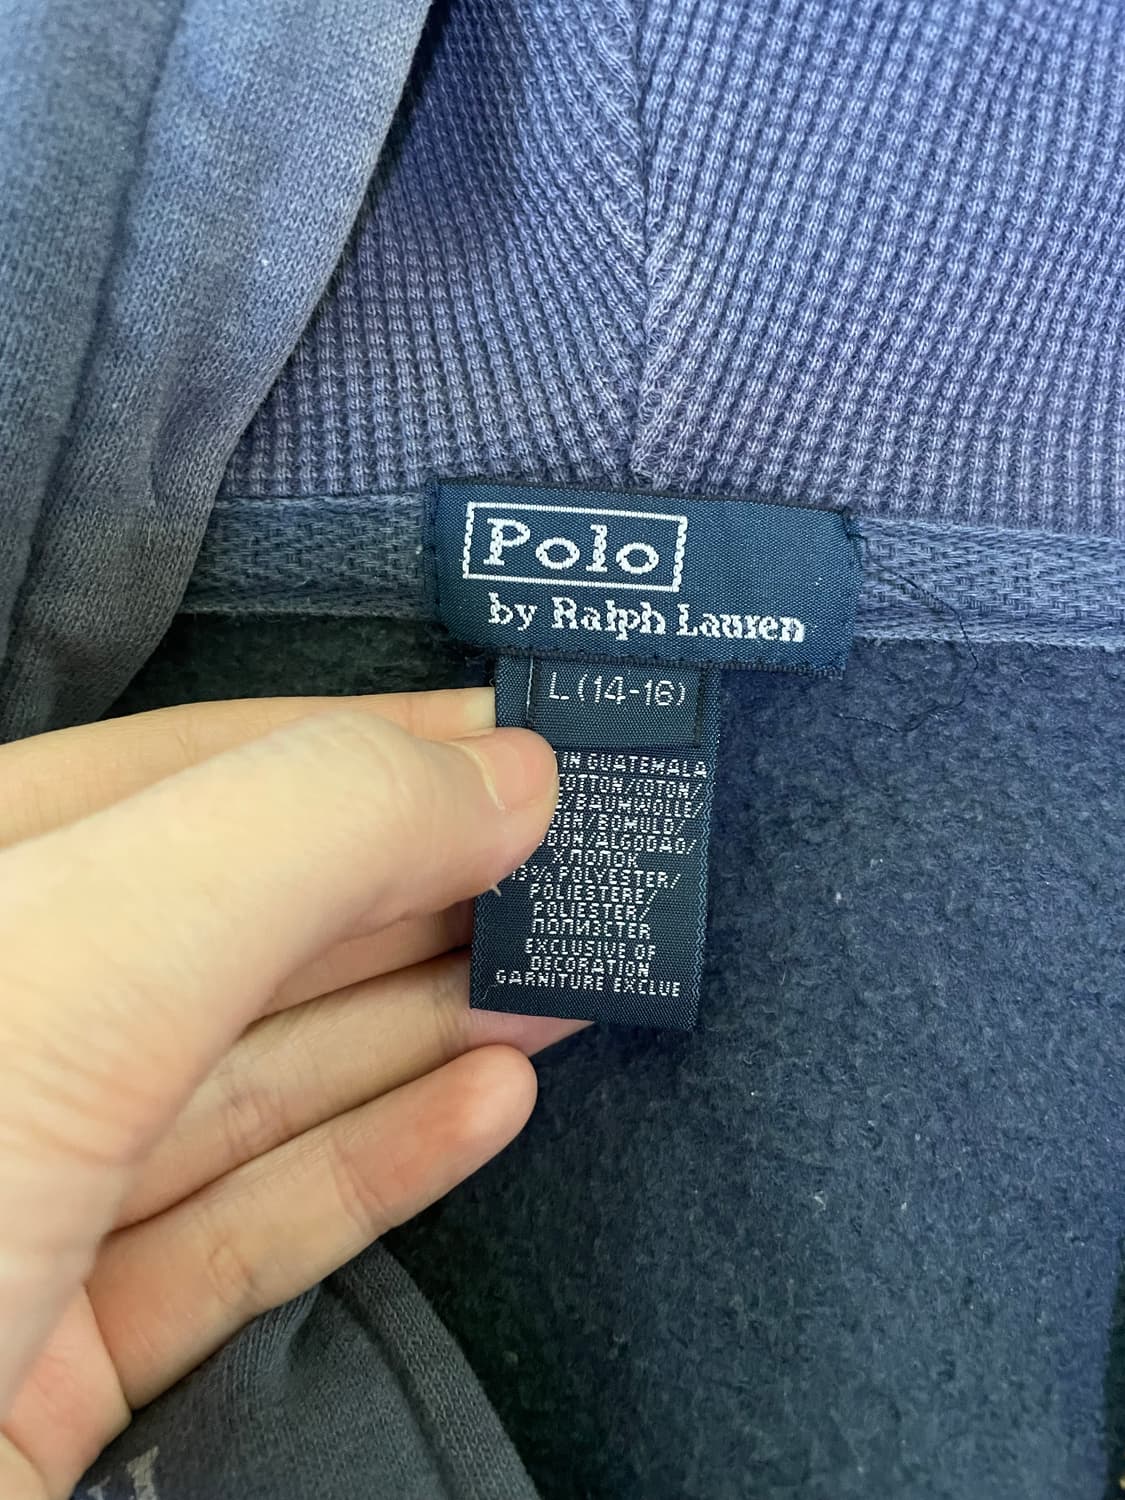 Polo
by Ralph Lauren
L (14-16)
IN GUATEMALA
/COTON/
/BAUMWOLLE/
/BOMULD/
/ALGODAO/
ХЛОПОК
POLYESTER/
POLIESTERE/
POLIESTER/
ПОЛИЭСТЕР
EXCLUSIVE OF
DECORATION
GARNITURE EXCLUE